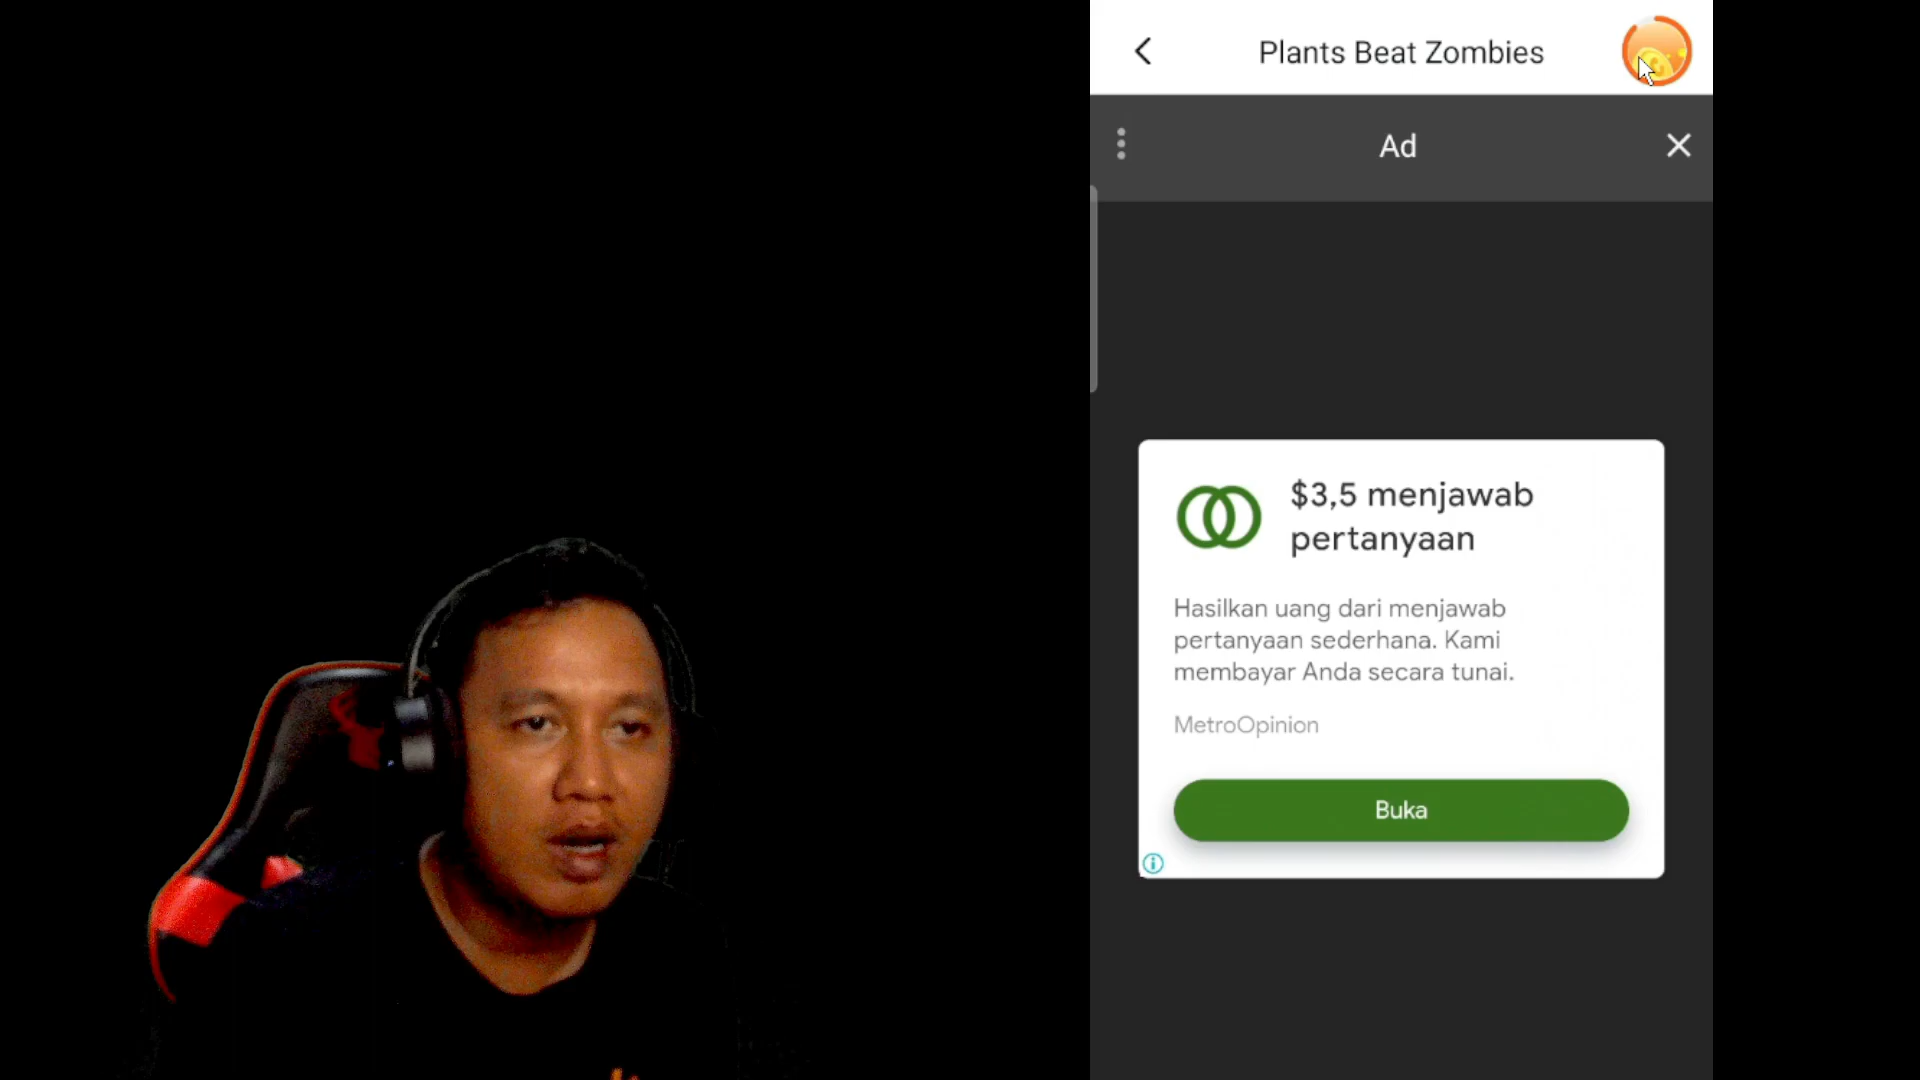 Plants Beat Zombies
Ad
$3,5 menjawab
pertanyaan
Hasilkan uang dari menjawab
pertanyaan sederhana. Kami
membayar Anda secara tunai.
MetroOpinion
Buka